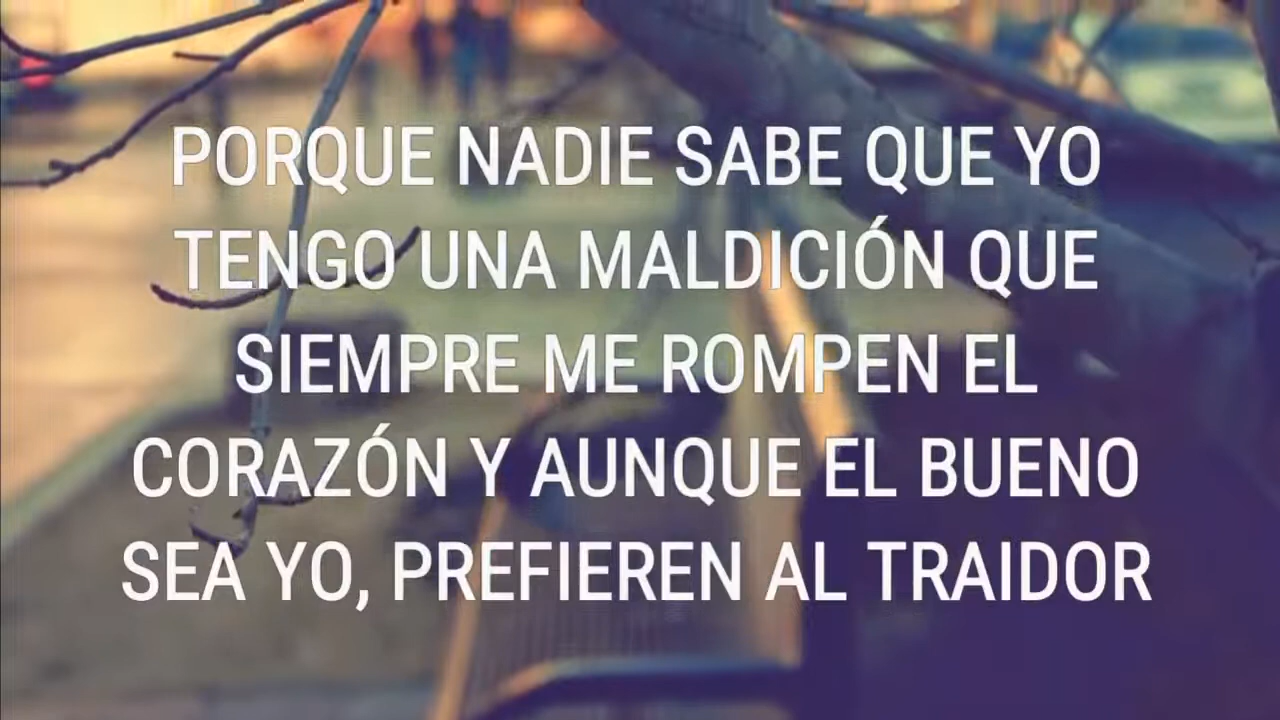 PORQUE NADIE SABE QUE YO
TENGO UNA MALDICIÓN QUE
SIEMPRE ME ROMPEN EL
CORAZÓN Y AUNQUE EL BUENO
SEA YO, PREFIEREN AL TRAIDOR